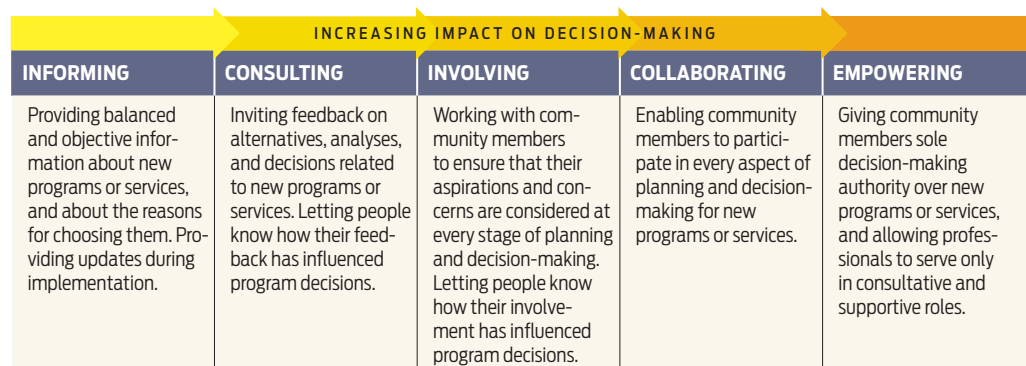 INCREASING IMPACT ON DECISION-MAKING
INFORMING
Providing balanced
and objective infor-
mation about new
programs or services,
and about the reasons
for choosing them. Pro-
viding updates during
implementation.
CONSULTING
Inviting feedback on
alternatives, analyses,
and decisions related
to new programs or
services. Letting people
know how their feed-
back has influenced
program decisions.
INVOLVING
Working with com-
munity members
to ensure that their
aspirations and con-
cerns are considered at
every stage of planning
and decision-making.
Letting people know
how their involve-
ment has influenced
program decisions.
COLLABORATING
Enabling community
members to partici-
pate in every aspect of
planning and decision-
making for new
programs or services.
EMPOWERING
Giving community
members sole
decision-making
authority over new
programs or services,
and allowing profes-
sionals to serve only
in consultative and
supportive roles.